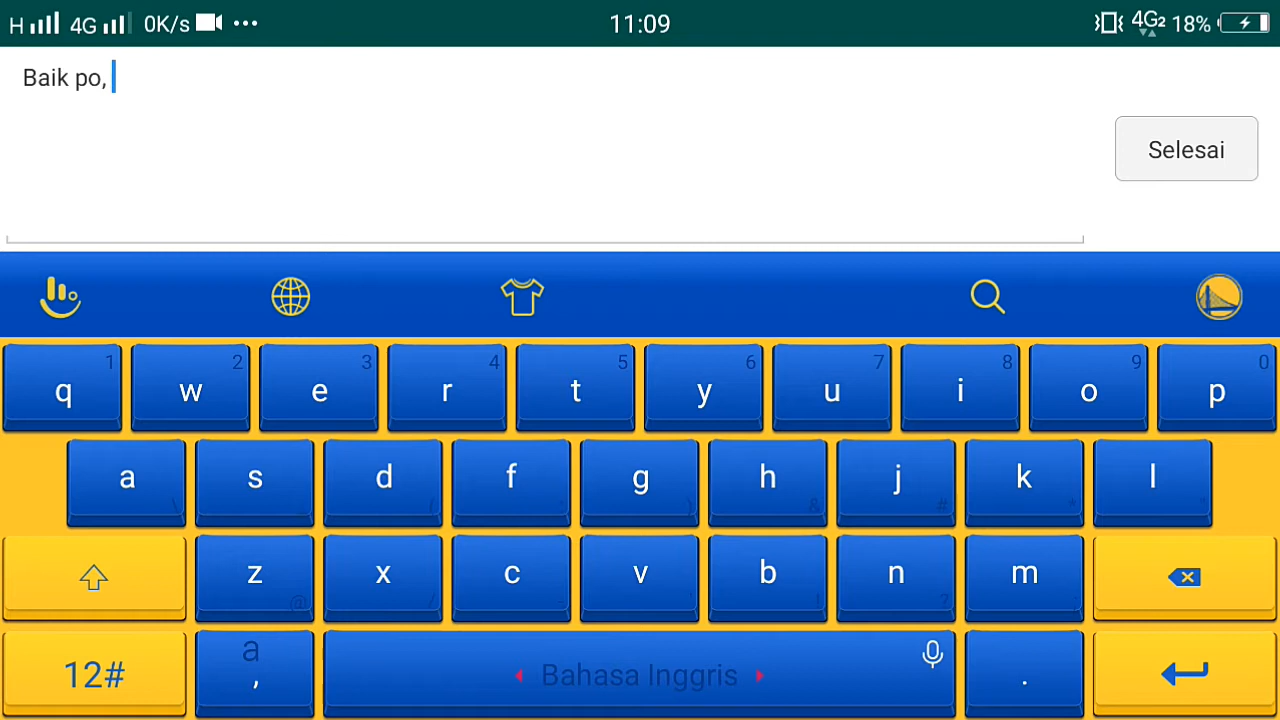 H 4G 0K/s ••• 11:09 4G2 18%
Baik po,
Selesai
1 2 3 4 5 6 7 8 9 0
q w e r t y u i o p
a s d f g h j k l
\ _ ( - ) & # * "
z x c v b n m
@ / ! ?
12# a , Bahasa Inggris .